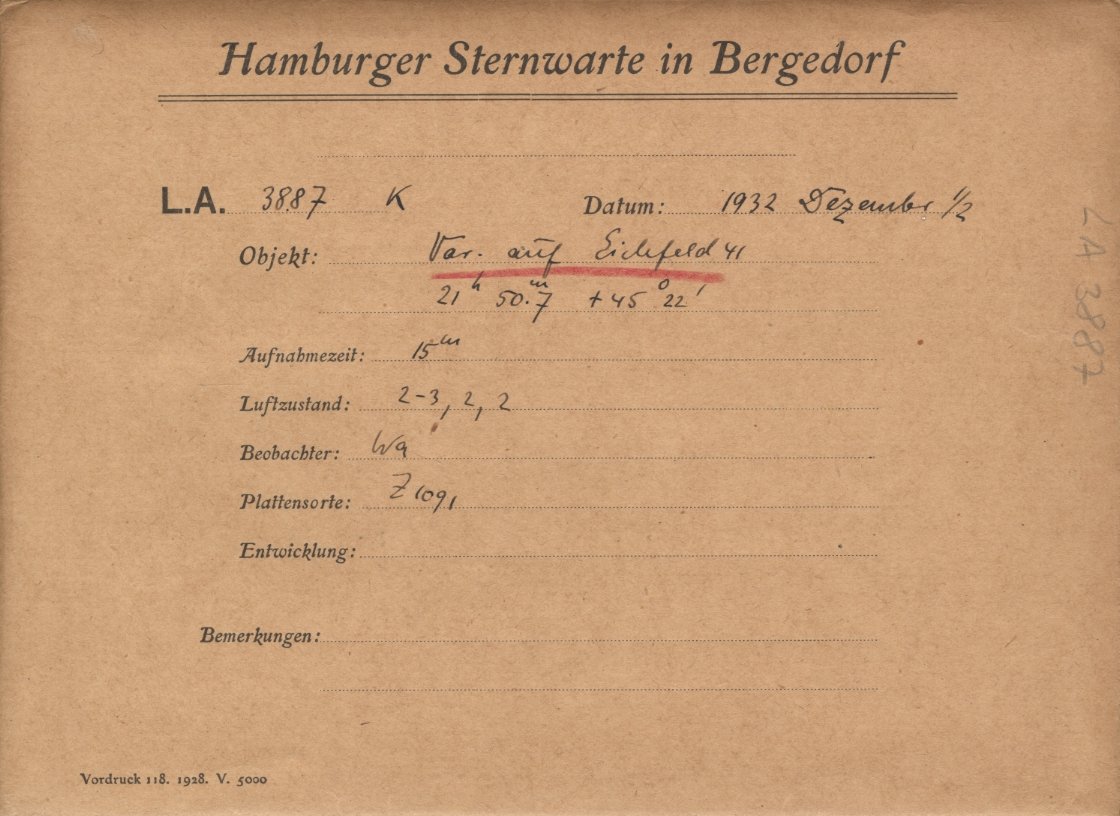 Hamburger Sternwarte in Bergedorf
L.A. 3887 K Datum: 1932 Dezember 1/2
Objekt: Var. auf Eichfeld 41
21h 50.m7 +45° 22'
Aufnahmezeit: 15m
Luftzustand: 2-3, 2, 2
Beobachter: Wa
Plattensorte: Z 1091
Entwicklung:
Bemerkungen:
Vordruck 118. 1928. V. 5000
LA 3887